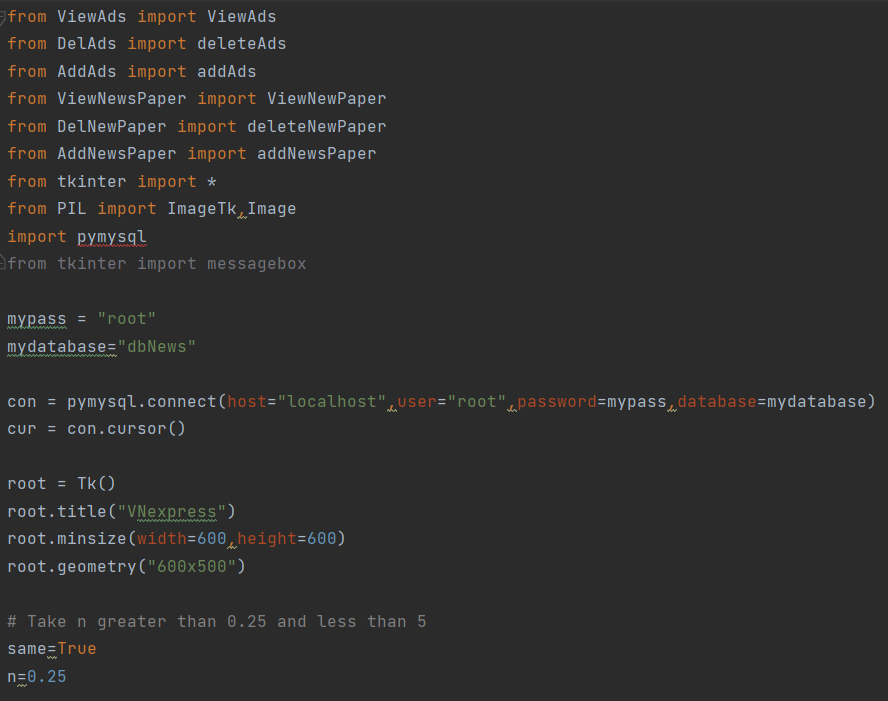 from ViewAds import ViewAds
from DelAds import deleteAds
from AddAds import addAds
from ViewNewsPaper import ViewNewPaper
from DelNewPaper import deleteNewPaper
from AddNewsPaper import addNewsPaper
from tkinter import *
from PIL import ImageTk,Image
import pymysql
from tkinter import messagebox

mypass = "root"
mydatabase="dbNews"

con = pymysql.connect(host="localhost",user="root",password=mypass,database=mydatabase)
cur = con.cursor()

root = Tk()
root.title("VNexpress")
root.minsize(width=600,height=600)
root.geometry("600x500")

# Take n greater than 0.25 and less than 5
same=True
n=0.25